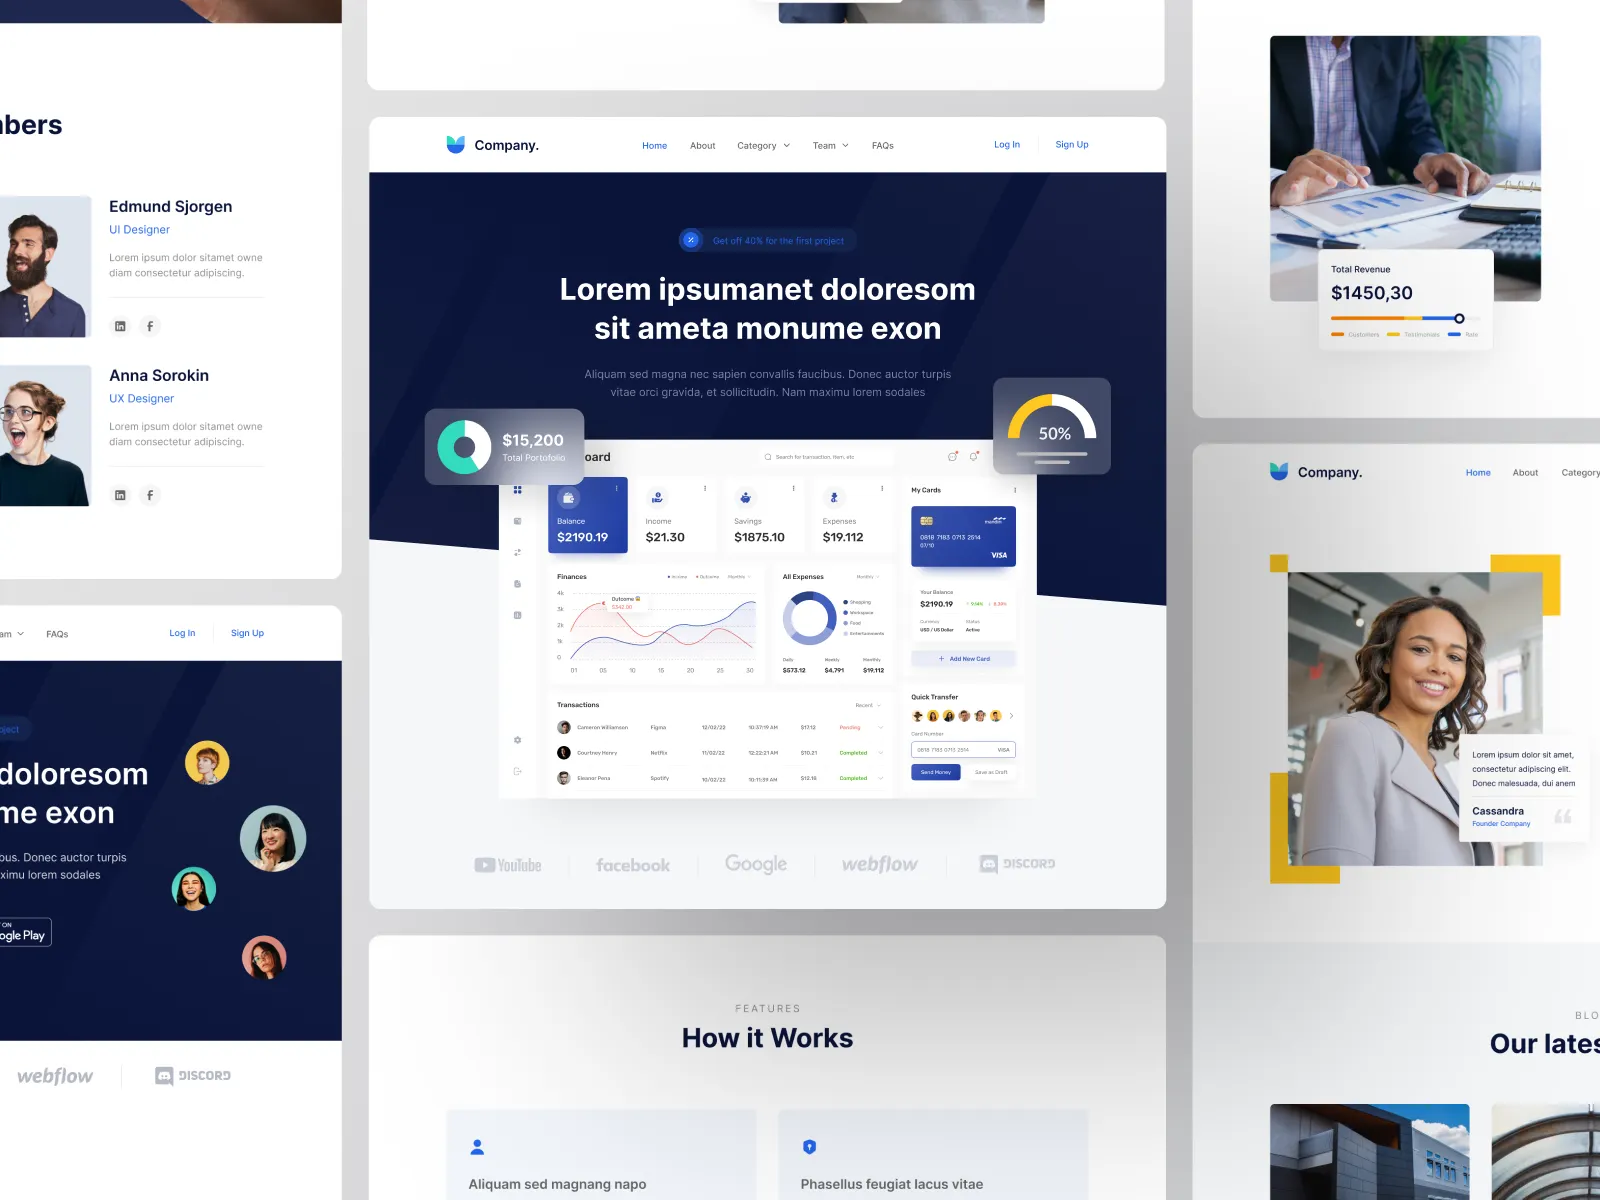 mbers
Edmund Sjorgen
UI Designer
Lorem ipsum dolor sitamet owne
diam consectetur adipiscing.
Anna Sorokin
UX Designer
Lorem ipsum dolor sitamet owne
diam consectetur adipiscing.
am
FAQs
Log In
Sign Up
oject
doloresom
me exon
bus. Donec auctor turpis
aximu lorem sodales
T ON
ogle Play
webflow
DISCORD
Company.
Home
About
Category
Team
FAQs
Log In
Sign Up
Get off 40% for the first project
Lorem ipsumanet doloresom
sit ameta monume exon
Aliquam sed magna nec sapien convallis faucibus. Donec auctor turpis
vitae orci gravida, et sollicitudin. Nam maximu lorem sodales
$15,200
Total Portofolio
50%
oard
Search for transaction, item, etc
Balance
$2190.19
Income
$21.30
Savings
$1875.10
Expenses
$19.112
My Cards
0818 7183 0713 2514
07/10
VISA
Finances
Income
Outcome
Monthly
4k
3k
2k
1k
0
Outcome
$342.00
01 05 10 15 20 25 30
All Expenses
Monthly
Shopping
Workspace
Food
Entertainments
Daily
$573.12
Weekly
$4.791
Monthly
$19.112
Your Balance
$2190.19
Currency
USD / US Dollar
Status
Active
Add New Card
Transactions
Recent
Cameron Williamson Figma 12/02/22 10:37:19 AM $17.12 Pending
Courtney Henry Netflix 11/02/22 12:22:21 AM $10.21 Completed
Eleanor Pena Spotify 10/02/22 10:11:39 AM $12.18 Completed
Quick Transfer
Card Number
0818 7183 0713 2514
VISA
Send Money
Save as Draft
YouTube
facebook
Google
webflow
DISCORD
FEATURES
How it Works
Aliquam sed magnang napo
Phasellus feugiat lacus vitae
Total Revenue
$1450,30
Custoniers
Company.
Home
About
Category
Lorem ipsum dolor sit amet,
consectetur adipiscing elit.
Donec malesuada, dui anem
Cassandra
Founder Company
BLO
Our lates